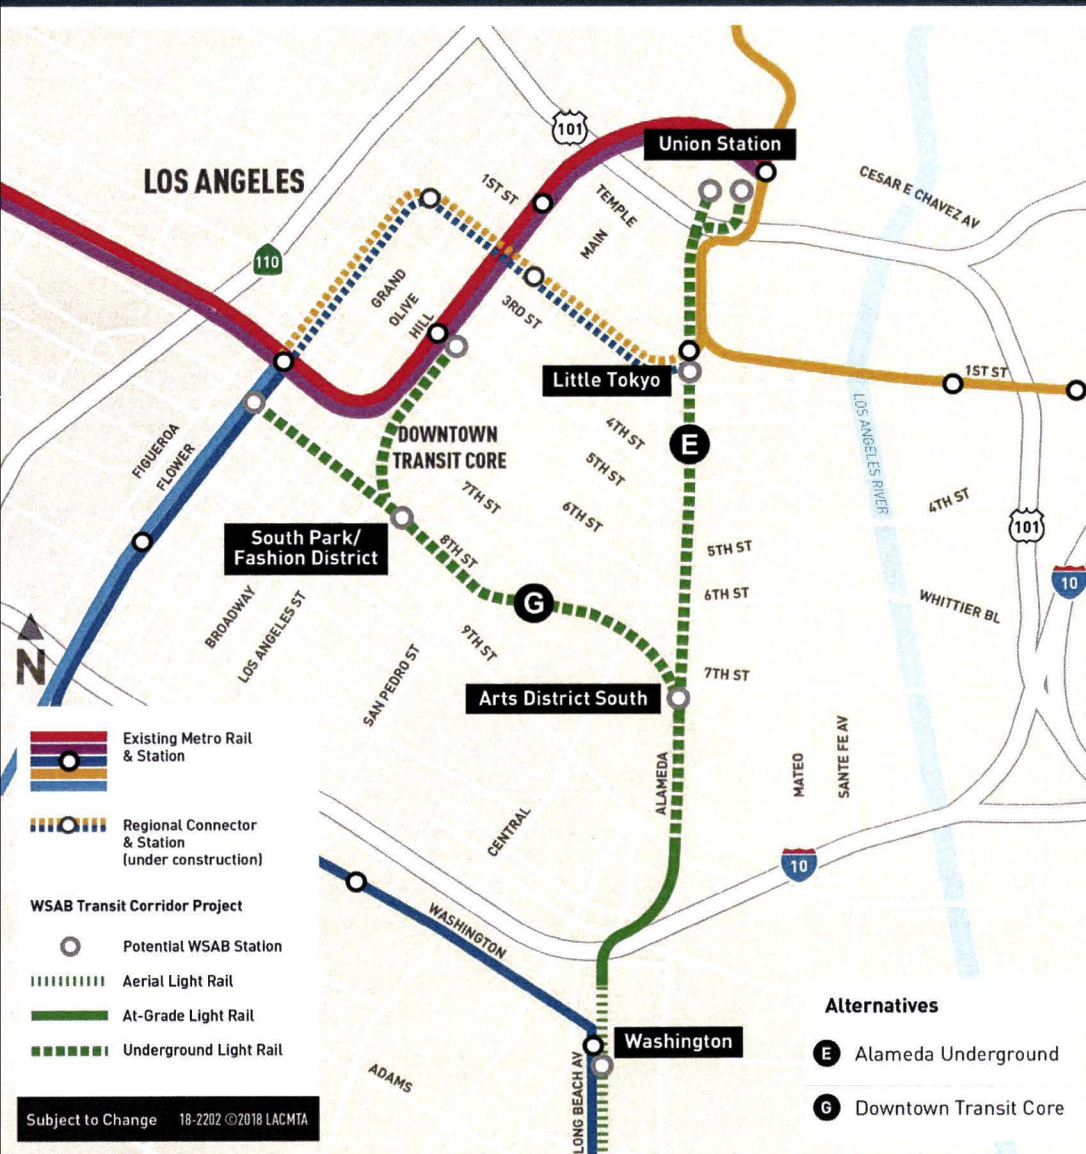 101
Union Station
LOS ANGELES
1ST ST
TEMPLE
MAIN
CESAR E CHAVEZ AV
110
GRAND
OLIVE
HILL
3RD ST
Little Tokyo
1ST ST
LOS ANGELES RIVER
FIGUEROA
FLOWER
DOWNTOWN
TRANSIT CORE
4TH ST
E
5TH ST
7TH ST
6TH ST
4TH ST
101
South Park/
Fashion District
8TH ST
5TH ST
10
6TH ST
WHITTIER BL
G
BROADWAY
LOS ANGELES ST
9TH ST
SAN PEDRO ST
N
7TH ST
Arts District South
ALAMEDA
MATEO
SANTE FE AV
CENTRAL
10
WASHINGTON
Washington
LONG BEACH AV
ADAMS
Existing Metro Rail
& Station
Regional Connector
& Station
(under construction)
WSAB Transit Corridor Project
Potential WSAB Station
Aerial Light Rail
At-Grade Light Rail
Underground Light Rail
Subject to Change 18-2202 ©2018 LACMTA
Alternatives
E Alameda Underground
G Downtown Transit Core